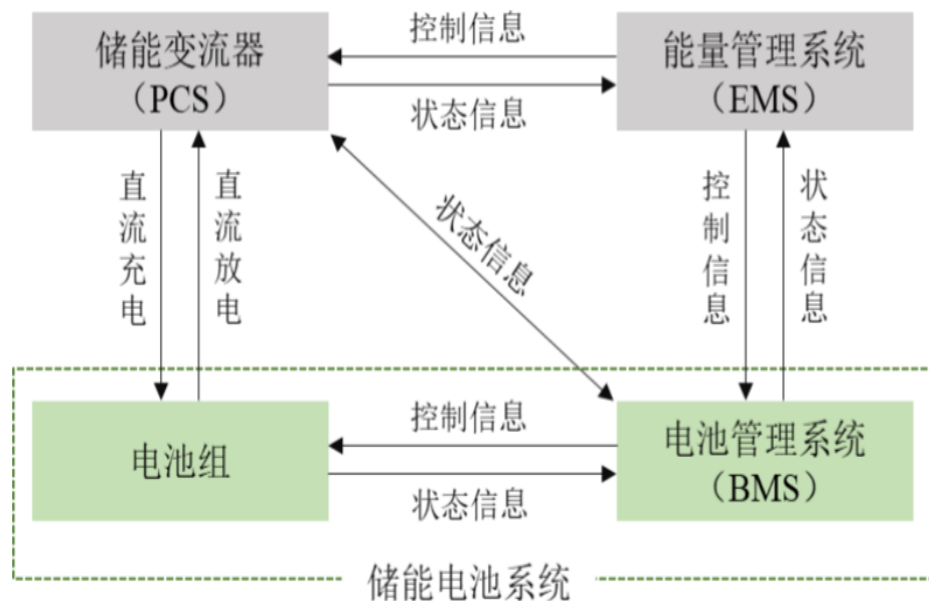 储能变流器
（PCS）
控制信息
状态信息
能量管理系统
（EMS）
直流充电
直流放电
状态信息
控制信息
状态信息
电池组
控制信息
状态信息
电池管理系统
（BMS）
储能电池系统